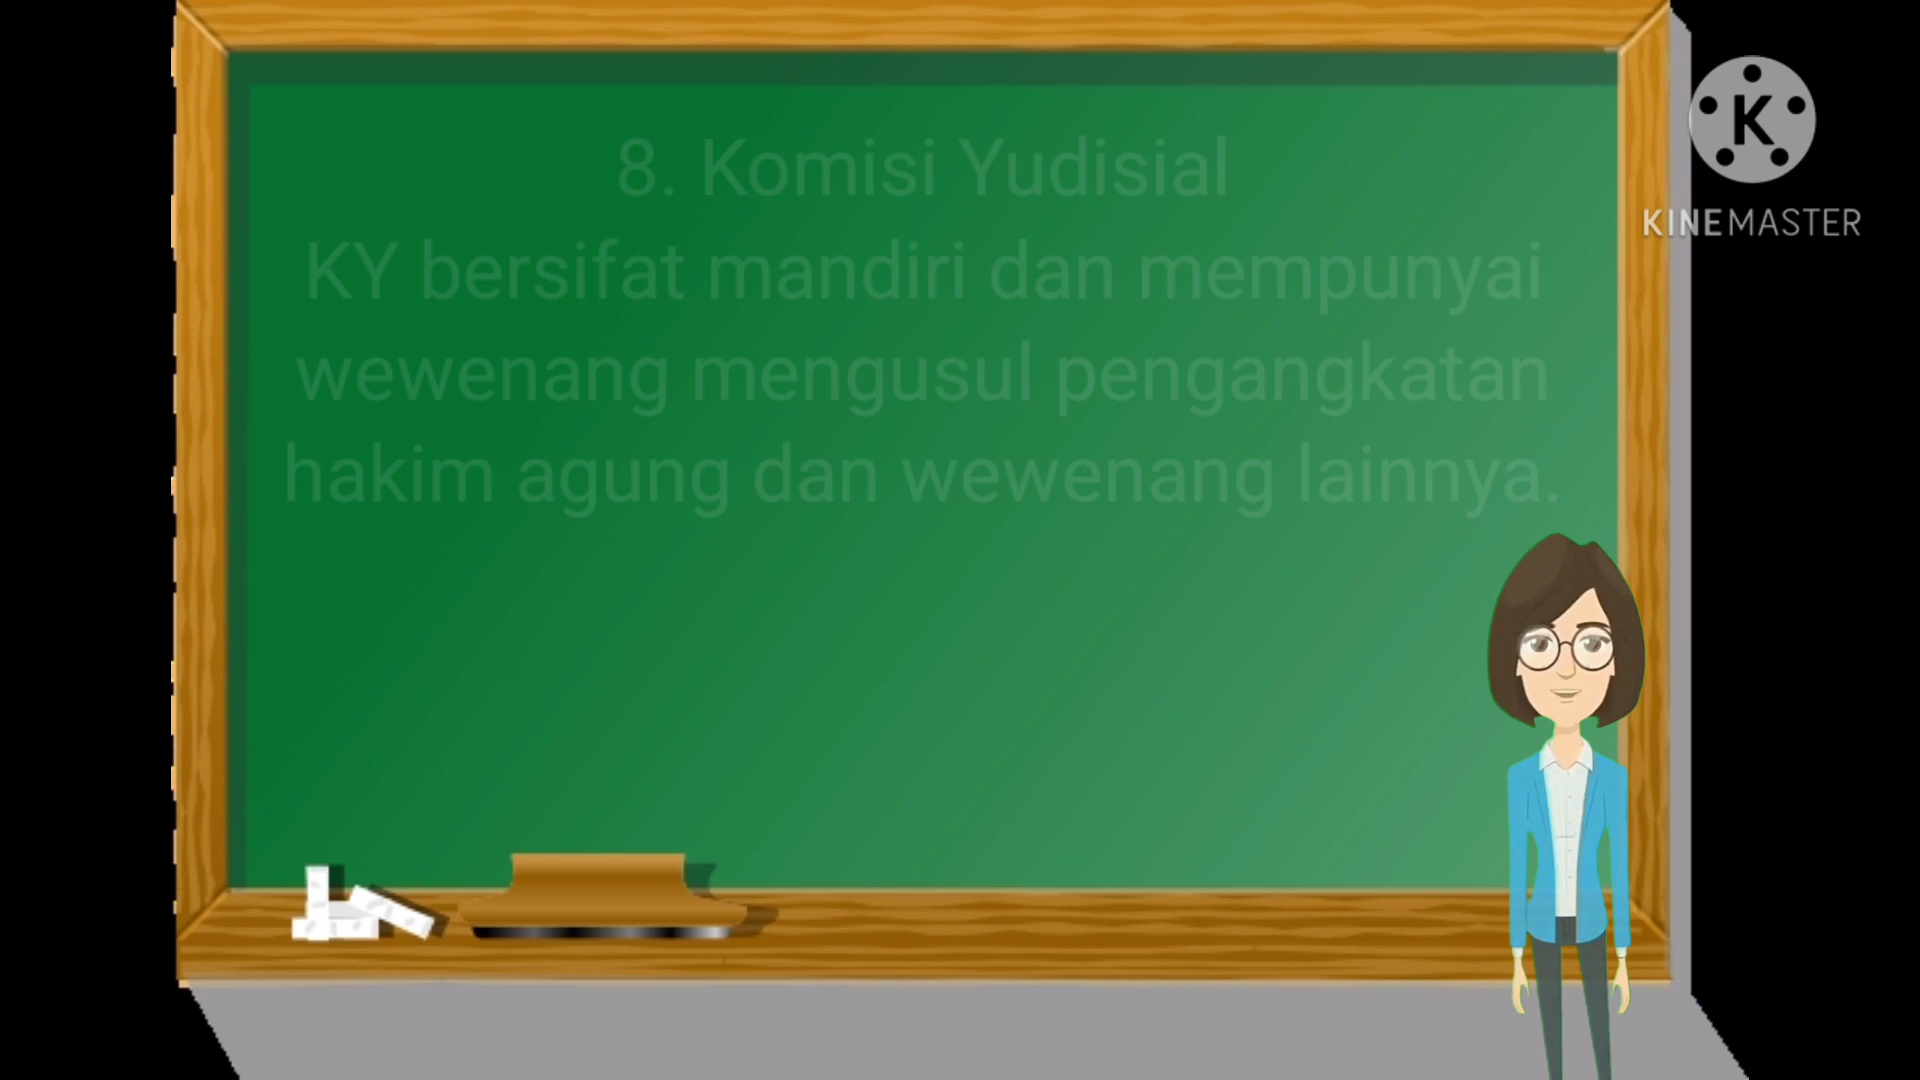 8. Komisi Yudisial
KY bersifat mandiri dan mempunyai
wewenang mengusul pengangkatan
hakim agung dan wewenang lainnya.
K
KINEMASTER